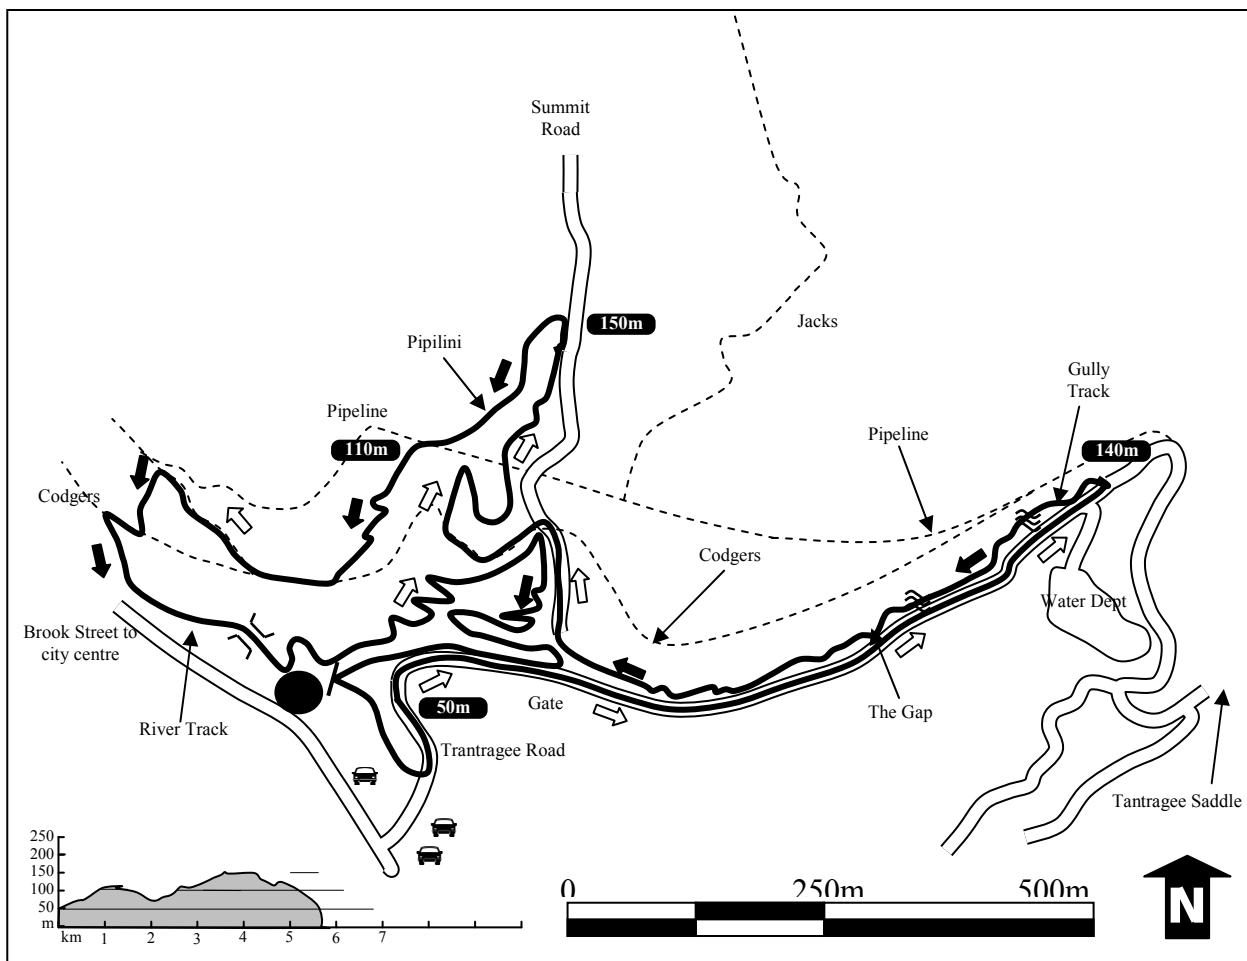 Summit
Road
150m
Jacks
Pipilini
Gully
Track
Pipeline
110m
Pipeline
140m
Codgers
Codgers
Water Dept
Brook Street to
city centre
River Track
50m
Gate
The Gap
Trantragee Road
Tantragee Saddle
250
200
150
100
50
m
km 1 2 3 4 5 6 7
0 250m 500m
N